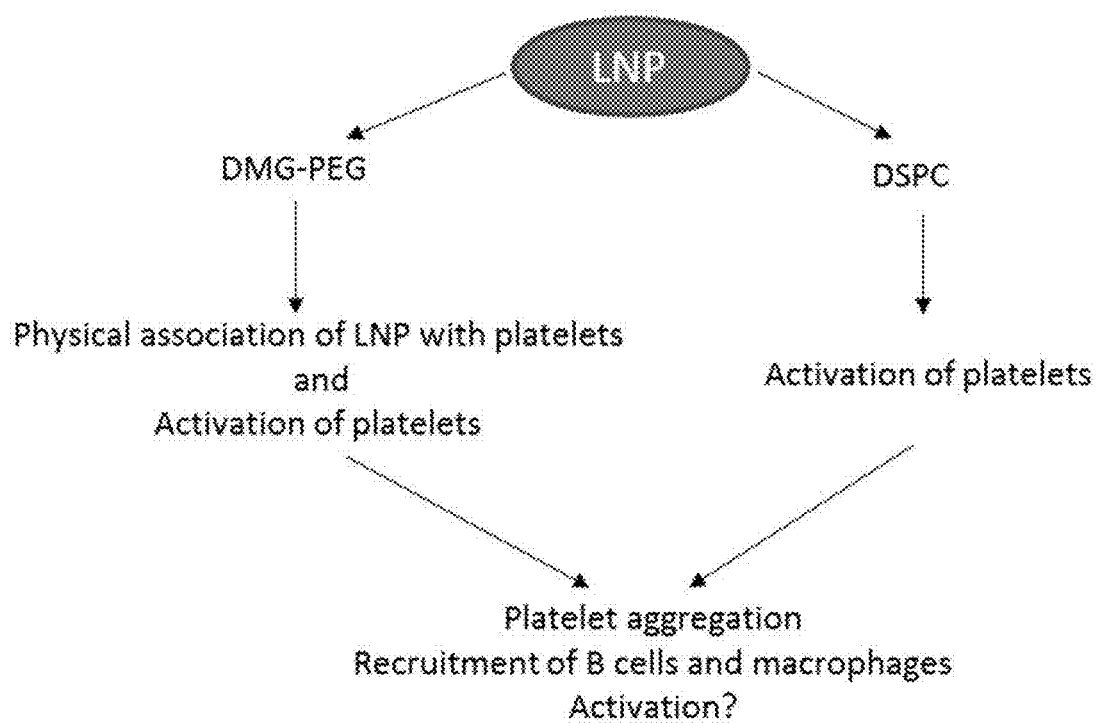 LNP
DMG-PEG
DSPC
Physical association of LNP with platelets
and
Activation of platelets
Activation of platelets
Platelet aggregation
Recruitment of B cells and macrophages
Activation?